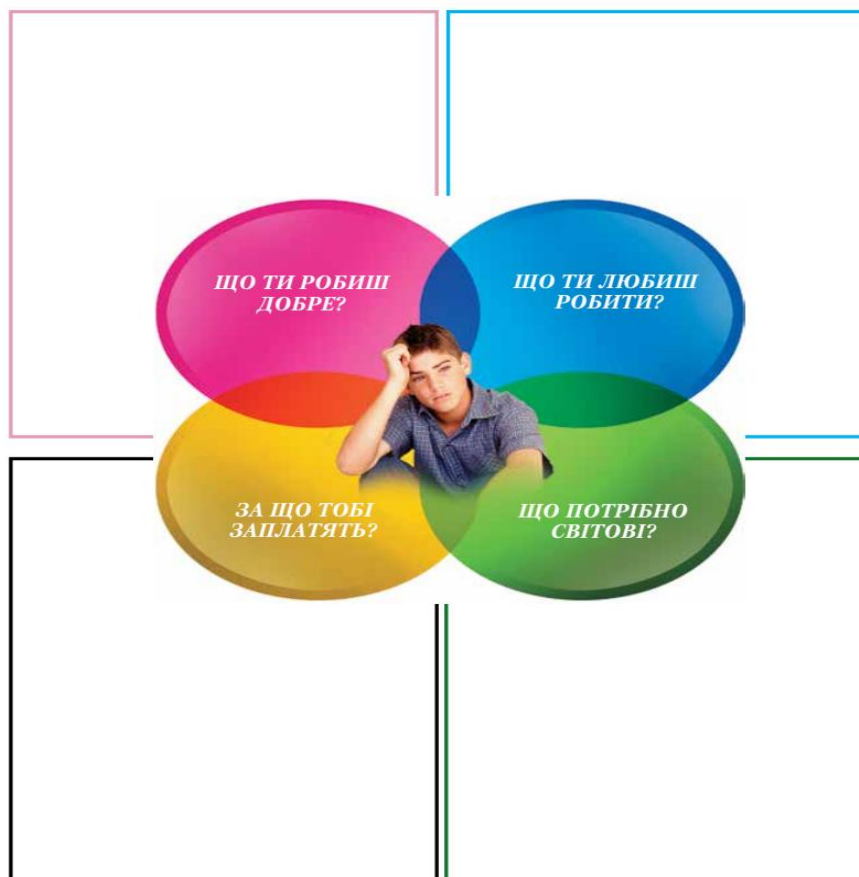 ЩО ТИ РОБИШ
ДОБРЕ?
ЩО ТИ ЛЮБИШ
РОБИТИ?
ЗА ЩО ТОБІ
ЗАПЛАТЯТЬ?
ЩО ПОТРІБНО
СВІТОВІ?